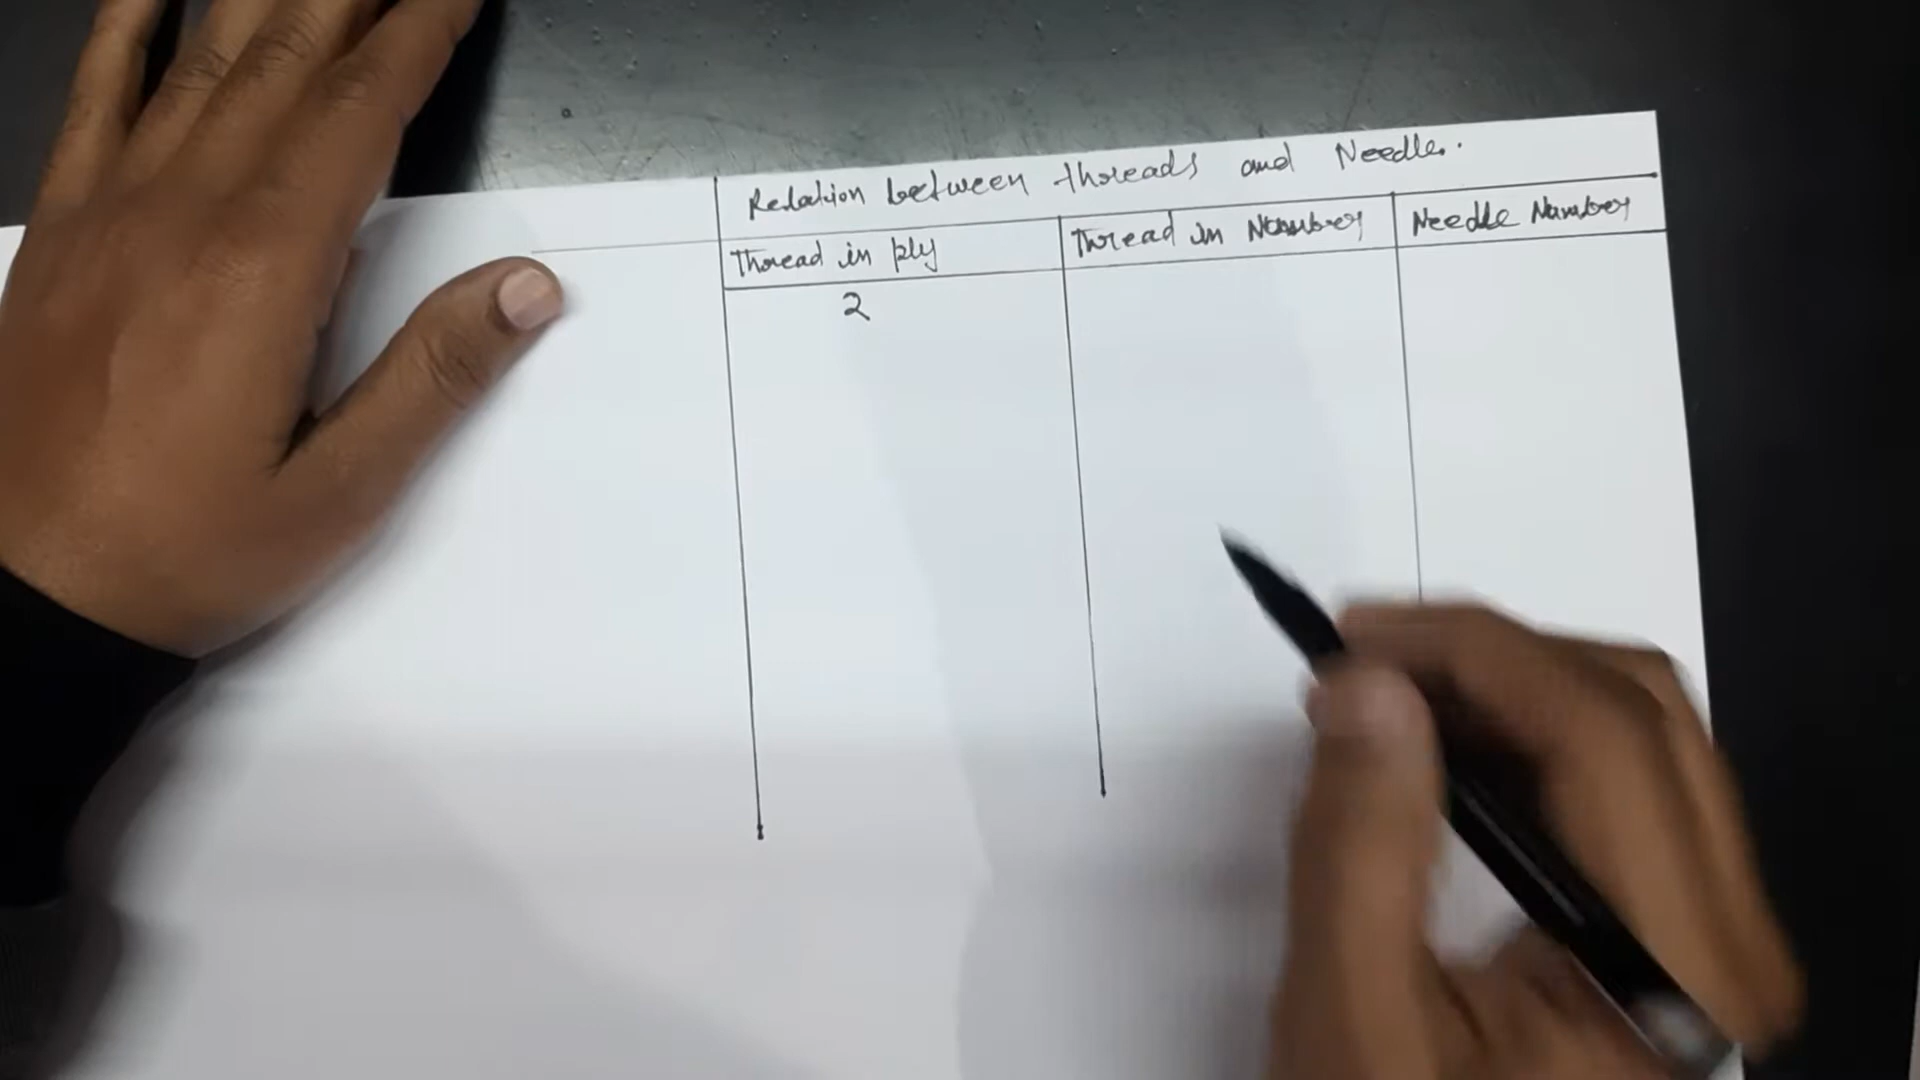 Relation between threads and Needle.
Thread in ply
Thread in Number
Needle Number
2